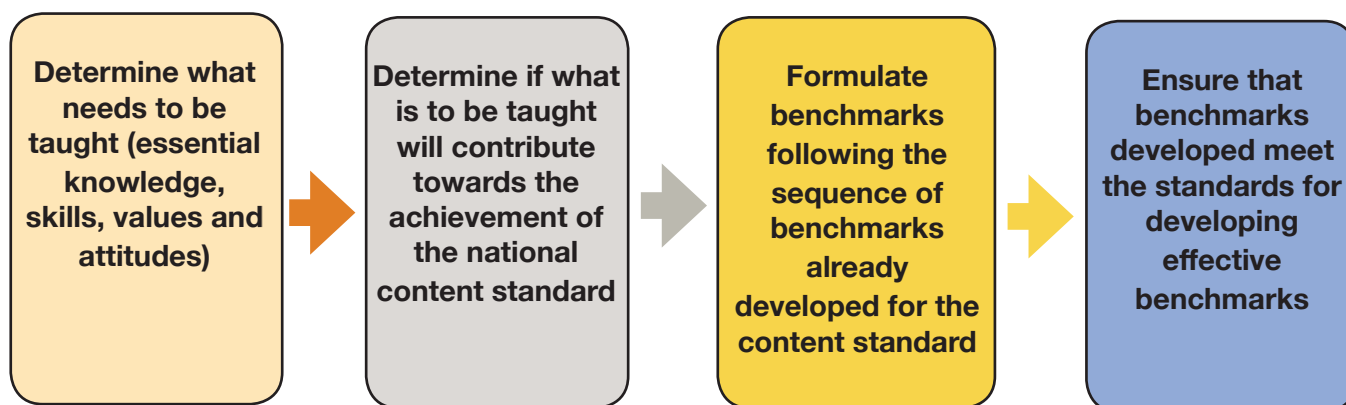 Determine what
needs to be
taught (essential
knowledge,
skills, values and
attitudes)
Determine if what
is to be taught
will contribute
towards the
achievement of
the national
content standard
Formulate
benchmarks
following the
sequence of
benchmarks
already
developed for the
content standard
Ensure that
benchmarks
developed meet
the standards for
developing
effective
benchmarks